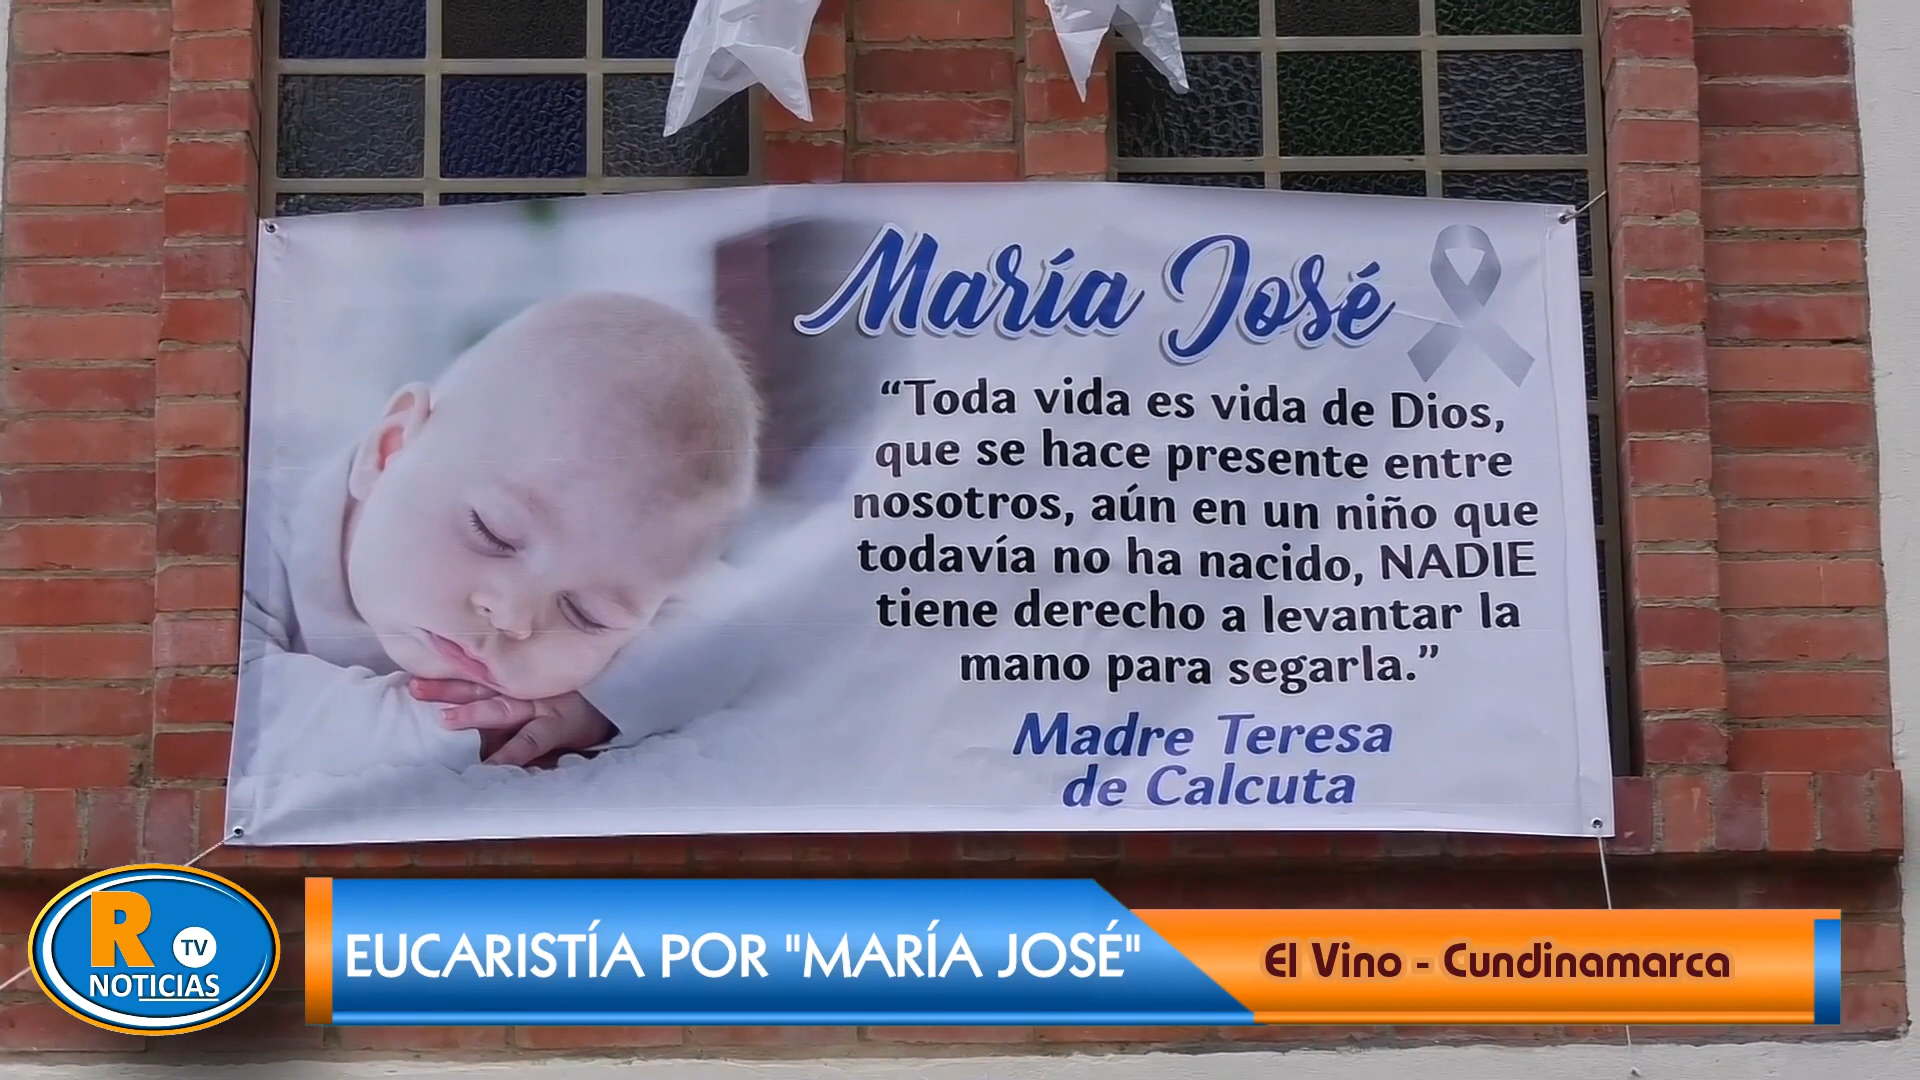 María José
“Toda vida es vida de Dios,
que se hace presente entre
nosotros, aún en un niño que
todavía no ha nacido, NADIE
tiene derecho a levantar la
mano para segarla.”
Madre Teresa
de Calcuta
R TV
NOTICIAS
EUCARISTÍA POR "MARÍA JOSÉ"
El Vino - Cundinamarca